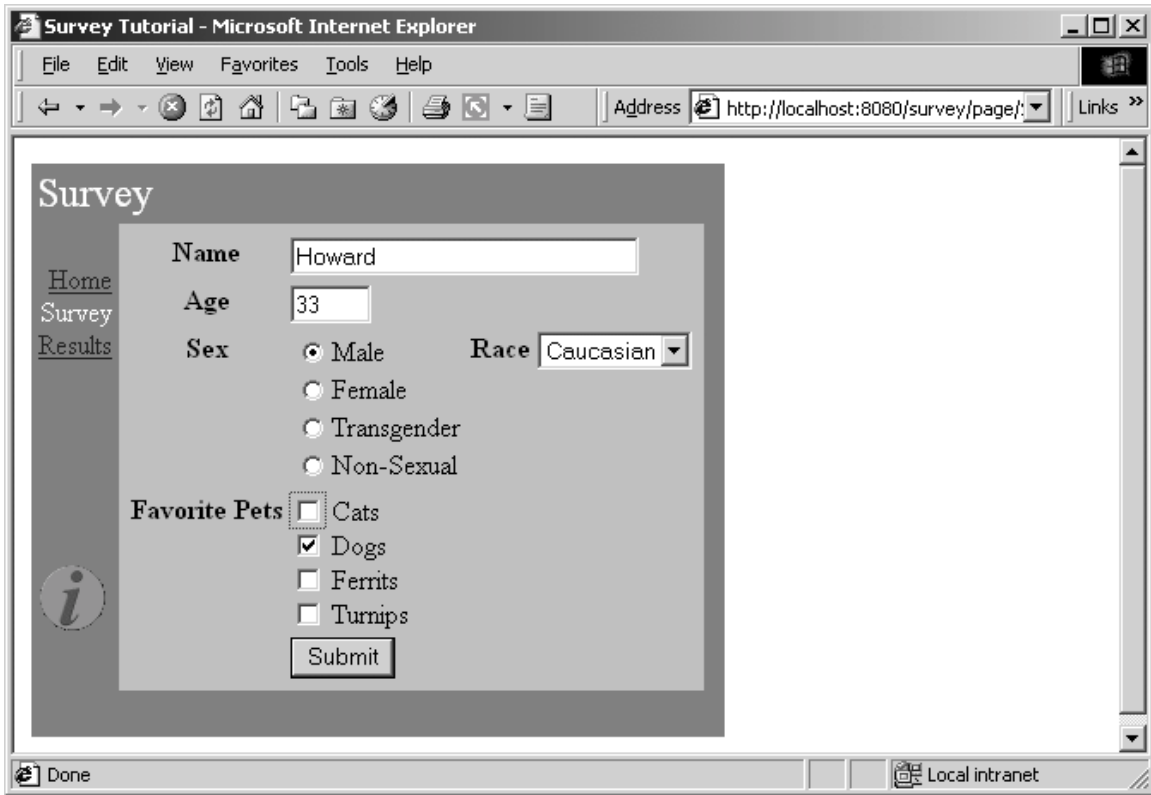 Survey Tutorial - Microsoft Internet Explorer
File Edit View Favorites Tools Help
Address http://localhost:8080/survey/page/ Links »
Survey
Name Howard
Home
Age 33
Survey
Results
Sex Male Race Caucasian
Female
Transgender
Non-Sexual
Favorite Pets Cats
Dogs
Ferrits
Turnips
i
Submit
Done Local intranet